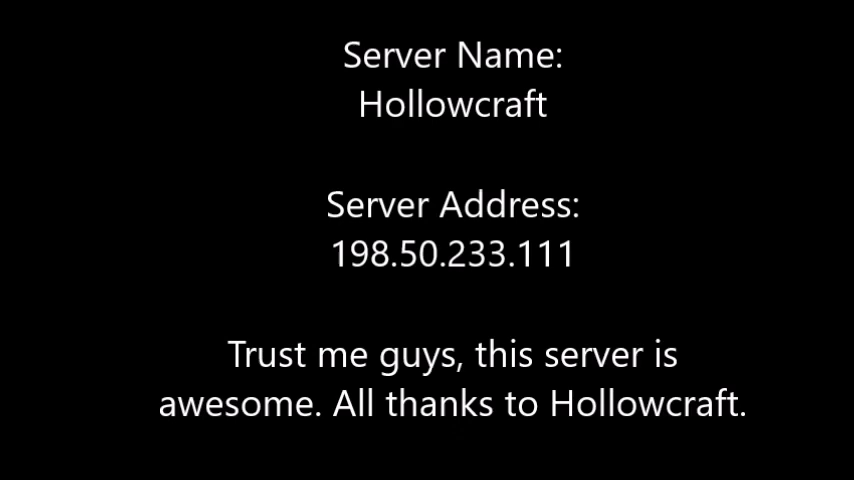 Server Name:
Hollowcraft
Server Address:
198.50.233.111
Trust me guys, this server is
awesome. All thanks to Hollowcraft.